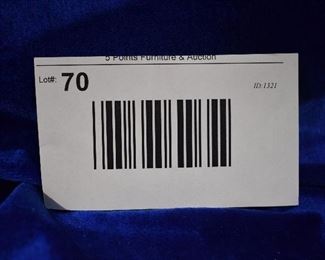 5 Points Furniture & Auction
Lot#: 70
ID: 1321